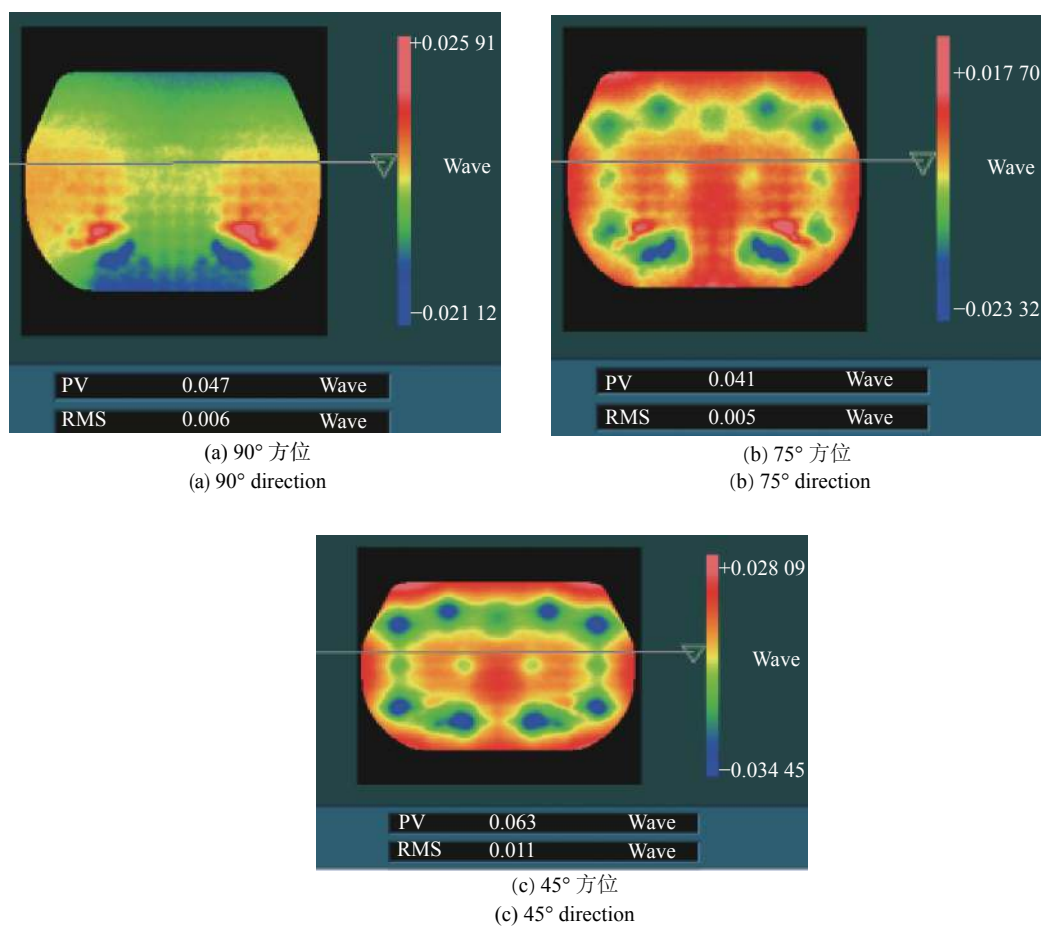 +0.025 91
Wave
−0.021 12
PV 0.047 Wave
RMS 0.006 Wave
(a) 90° 方位
(a) 90° direction
+0.017 70
Wave
−0.023 32
PV 0.041 Wave
RMS 0.005 Wave
(b) 75° 方位
(b) 75° direction
+0.028 09
Wave
−0.034 45
PV 0.063 Wave
RMS 0.011 Wave
(c) 45° 方位
(c) 45° direction